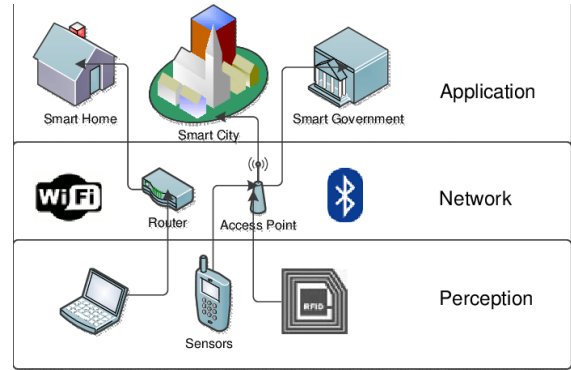 Smart Home
Smart City
Smart Government
Application
WiFi
Router
Access Point
Network
RFID
Sensors
Perception